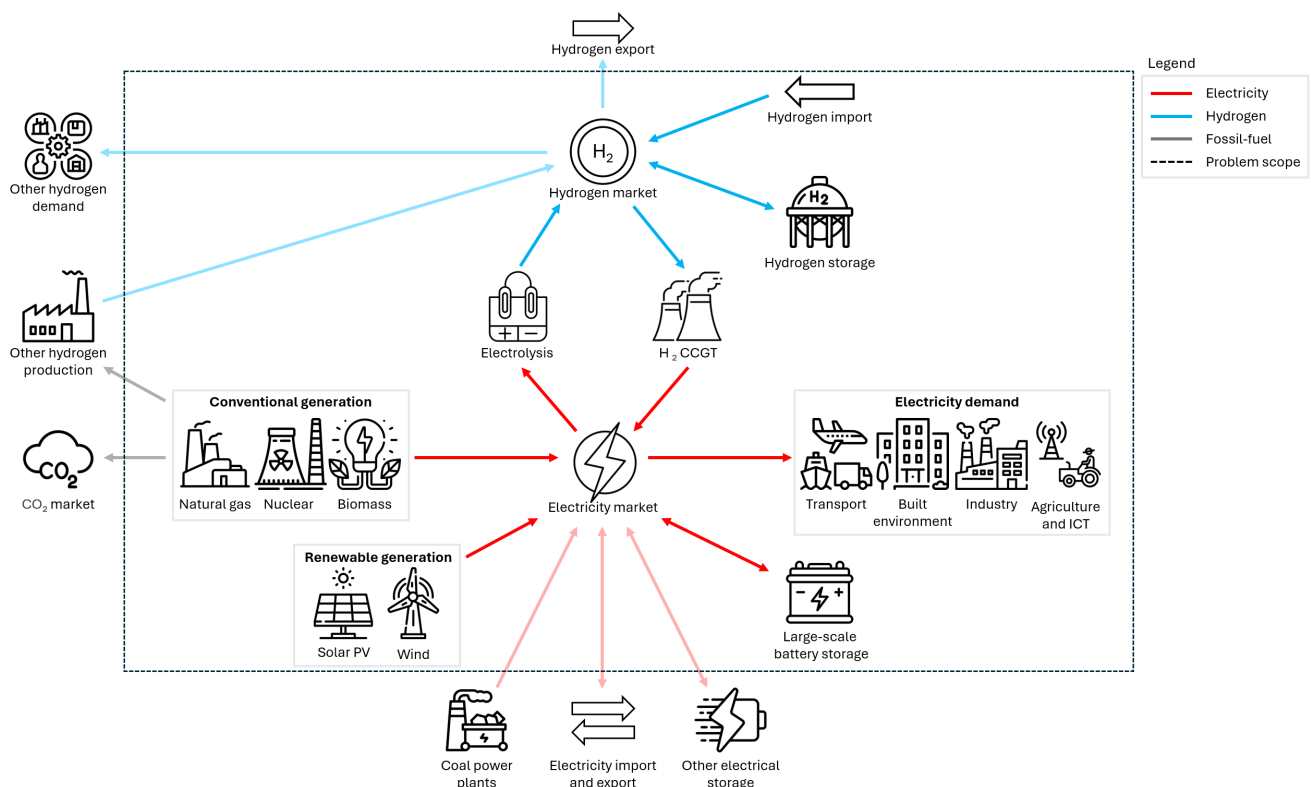 Hydrogen export
Legend
Electricity
Hydrogen
Fossil-fuel
Problem scope
Hydrogen import
H₂
Hydrogen market
Other hydrogen
demand
H2
Hydrogen storage
Other hydrogen
production
Electrolysis
H₂ CCGT
Conventional generation
Natural gas
Nuclear
Biomass
Electricity demand
Transport
Built
environment
Industry
Agriculture
and ICT
CO₂
CO₂ market
Electricity market
Renewable generation
Solar PV
Wind
Large-scale
battery storage
Coal power
plants
Electricity import
and export
Other electrical
storage